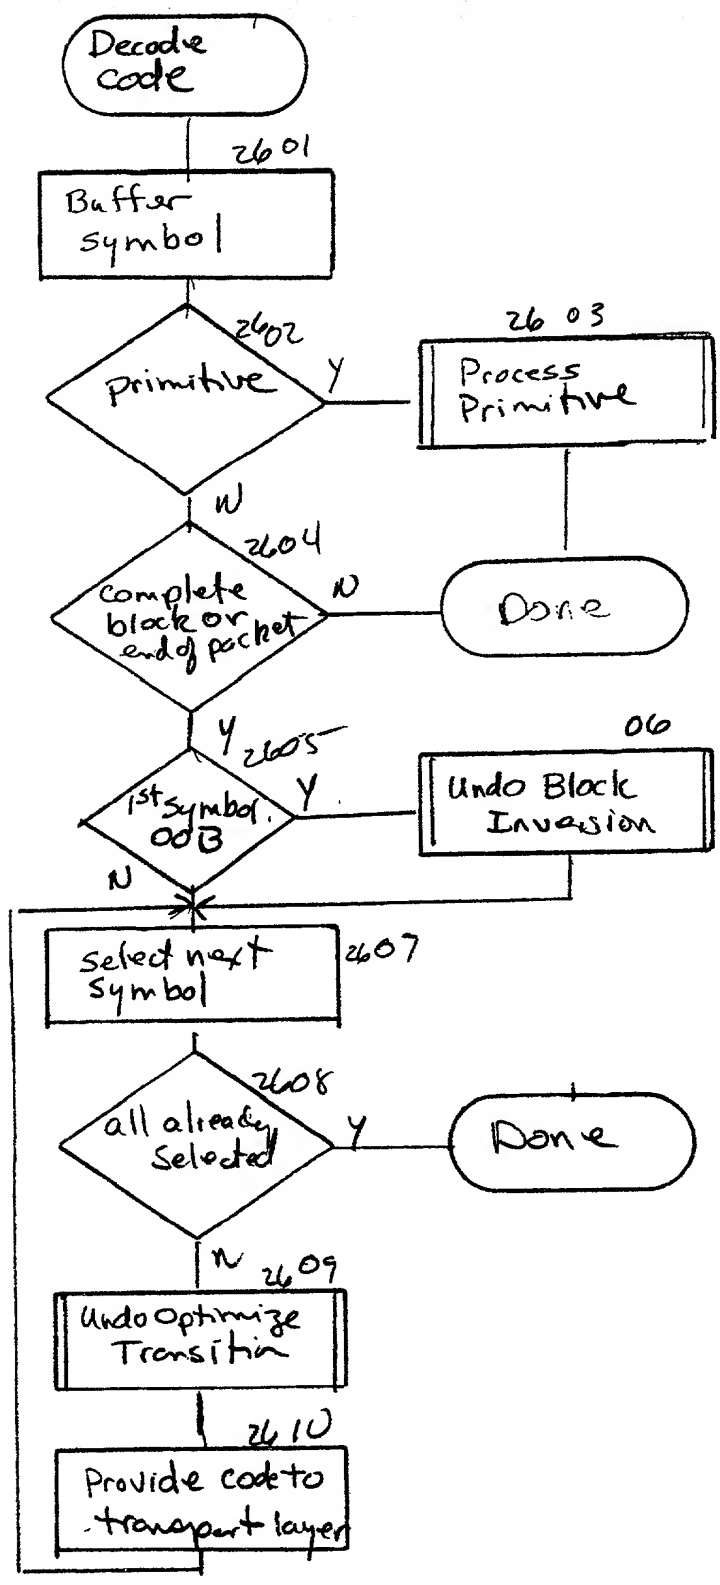 Decode
code
2601
Buffer
symbol
2602
primitive
Y
2603
Process
Primitive
N
2604
complete
block or
end of packet
N
Done
Y
2605
1st symbol
OOB
Y
06
Undo Block
Inversion
N
select next
symbol
2607
2608
all already
selected
Y
Done
N
2609
Undo Optimize
Transition
2610
Provide code to
transport layer